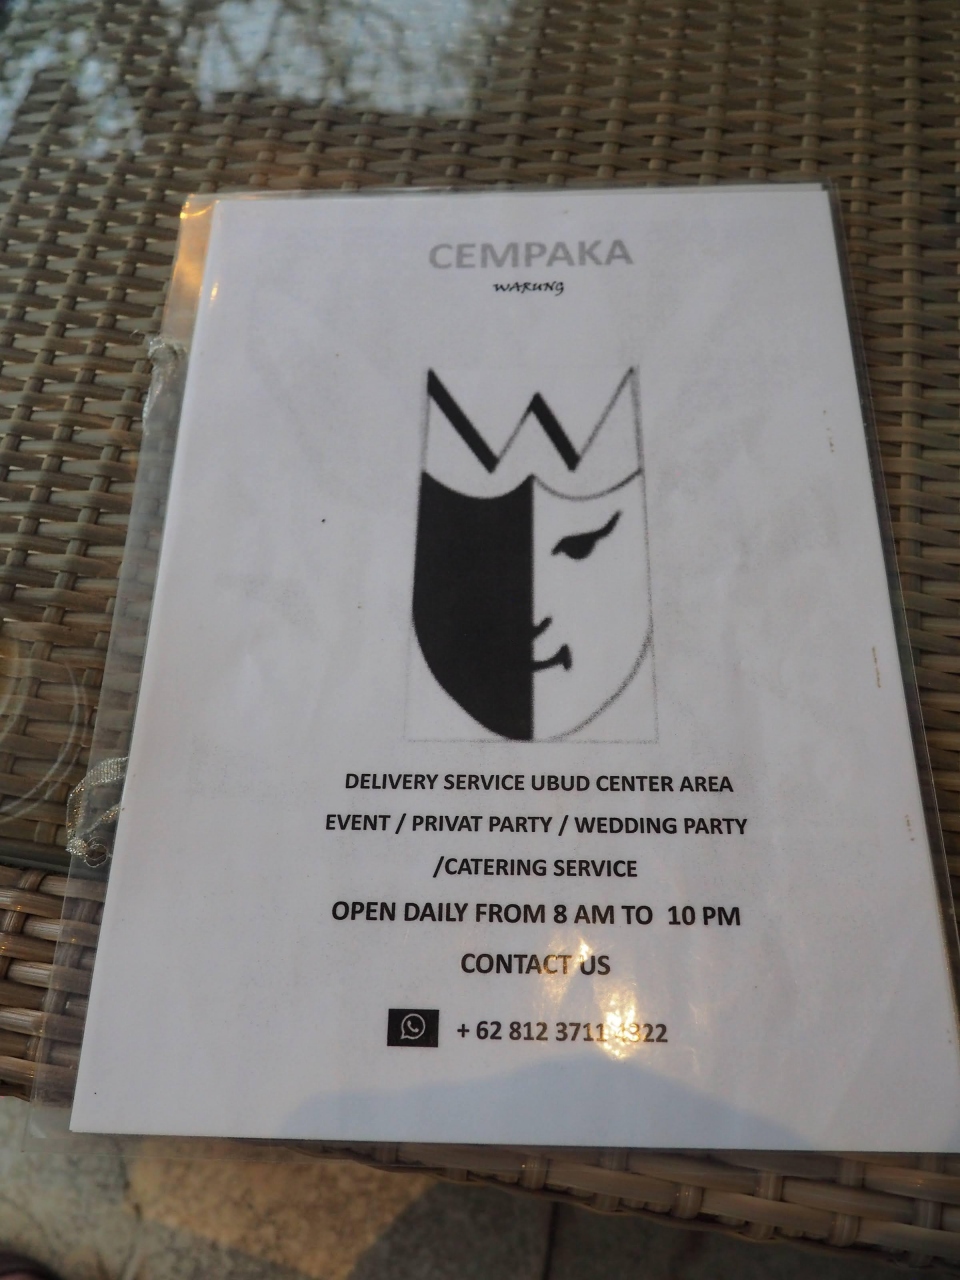 CEMPAKA
WARUNG
DELIVERY SERVICE UBUD CENTER AREA
EVENT / PRIVAT PARTY / WEDDING PARTY
/CATERING SERVICE
OPEN DAILY FROM 8 AM TO 10 PM
CONTACT US
+ 62 812 3711